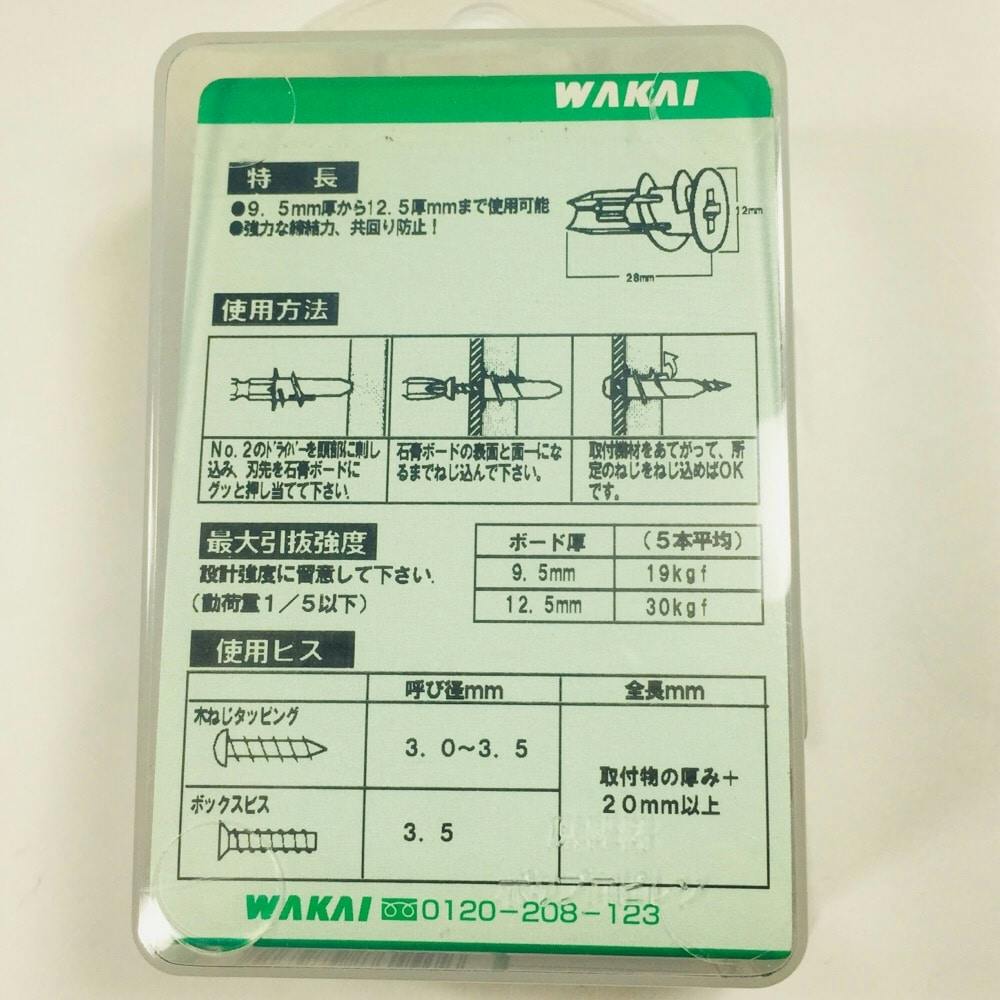 WAKAI
特 長
●9.5mm厚から12.5厚mmまで使用可能
●強力な締結力、共回り防止!
2mm
28mm
使用方法
No.2のﾄﾞﾗｲﾊﾞｰを頭部に刺し
込み、刃先を石膏ボードに
グッと押し当てて下さい.
石膏ボードの表面と面一にな
るまでねじ込んで下さい。
取付機材をあてがって、所
定のねじをねじ込めばOK
です。
最大引抜強度
設計強度に留意して下さい.
(動荷重1/5以下)
ボード厚 (5本平均)
9.5mm 19kgf
12.5mm 30kgf
使用ビス
呼び径mm 全長mm
木ねじタッピング
3.0～3.5
取付物の厚み+
20mm以上
ボックスビス
3.5
WAKAI 0120-208-123